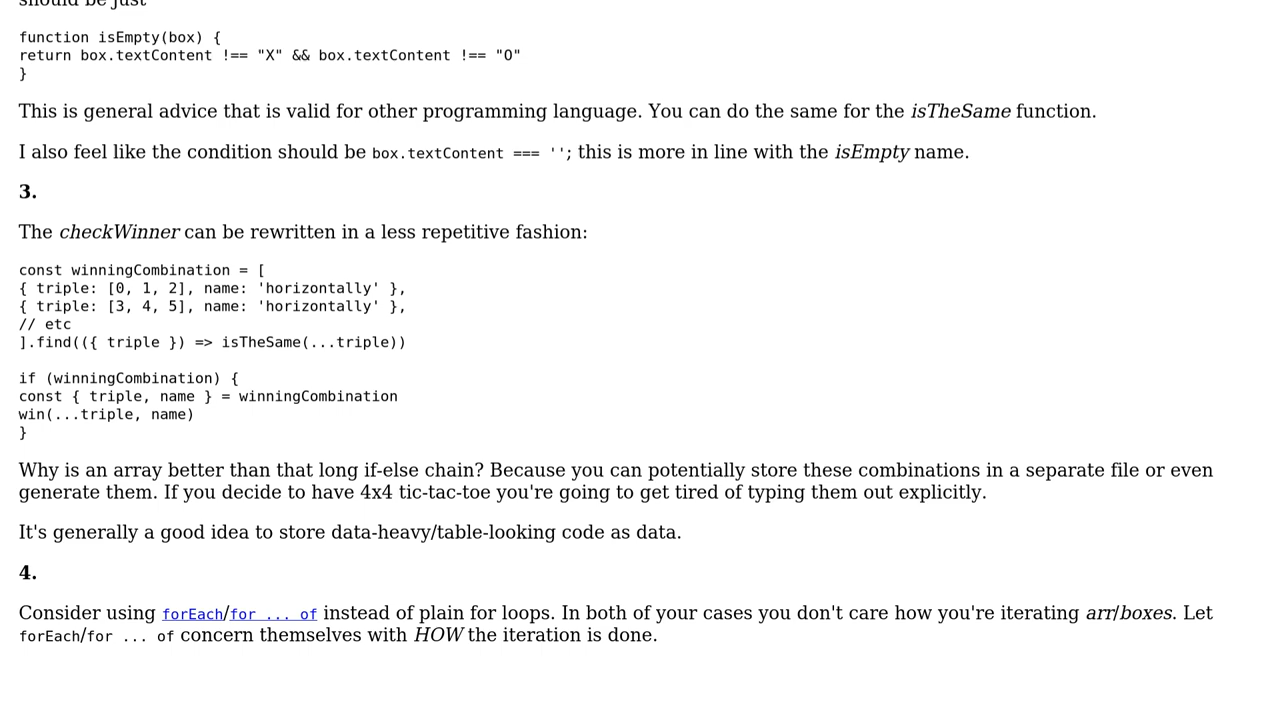 should be just
function isEmpty(box) {
return box.textContent !== "X" && box.textContent !== "O"
}
This is general advice that is valid for other programming language. You can do the same for the isTheSame function.
I also feel like the condition should be box.textContent === ''; this is more in line with the isEmpty name.
3.
The checkWinner can be rewritten in a less repetitive fashion:
const winningCombination = [
{ triple: [0, 1, 2], name: 'horizontally' },
{ triple: [3, 4, 5], name: 'horizontally' },
// etc
].find(({ triple }) => isTheSame(...triple))
if (winningCombination) {
const { triple, name } = winningCombination
win(...triple, name)
}
Why is an array better than that long if-else chain? Because you can potentially store these combinations in a separate file or even
generate them. If you decide to have 4x4 tic-tac-toe you're going to get tired of typing them out explicitly.
It's generally a good idea to store data-heavy/table-looking code as data.
4.
Consider using forEach/for ... of instead of plain for loops. In both of your cases you don't care how you're iterating arr/boxes. Let
forEach/for ... of concern themselves with HOW the iteration is done.